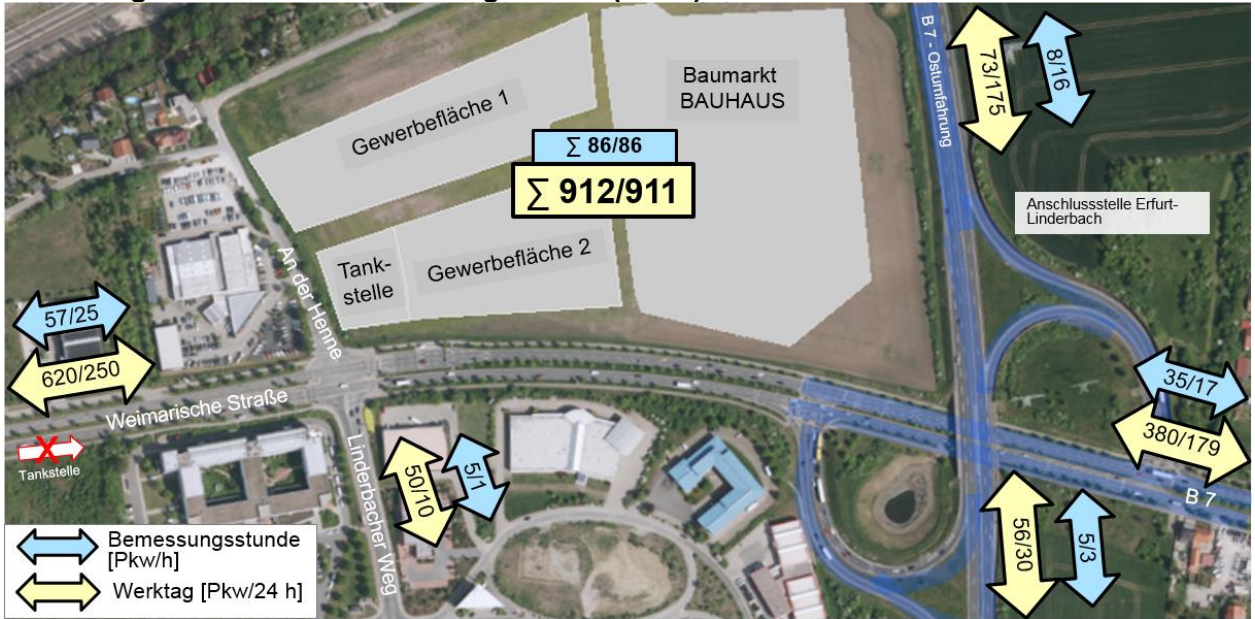 B 7 - Ostumfahrung
73/175
8/16
Baumarkt
BAUHAUS
Gewerbefläche 1
∑ 86/86
∑ 912/911
Anschlussstelle Erfurt-
Linderbach
Tank-
stelle
Gewerbefläche 2
An der Henne
57/25
620/250
35/17
380/179
Weimarische Straße
Tankstelle
Linderbacher Weg
50/10
5/1
B 7
56/30
5/3
Bemessungsstunde
[Pkw/h]
Werktag [Pkw/24 h]